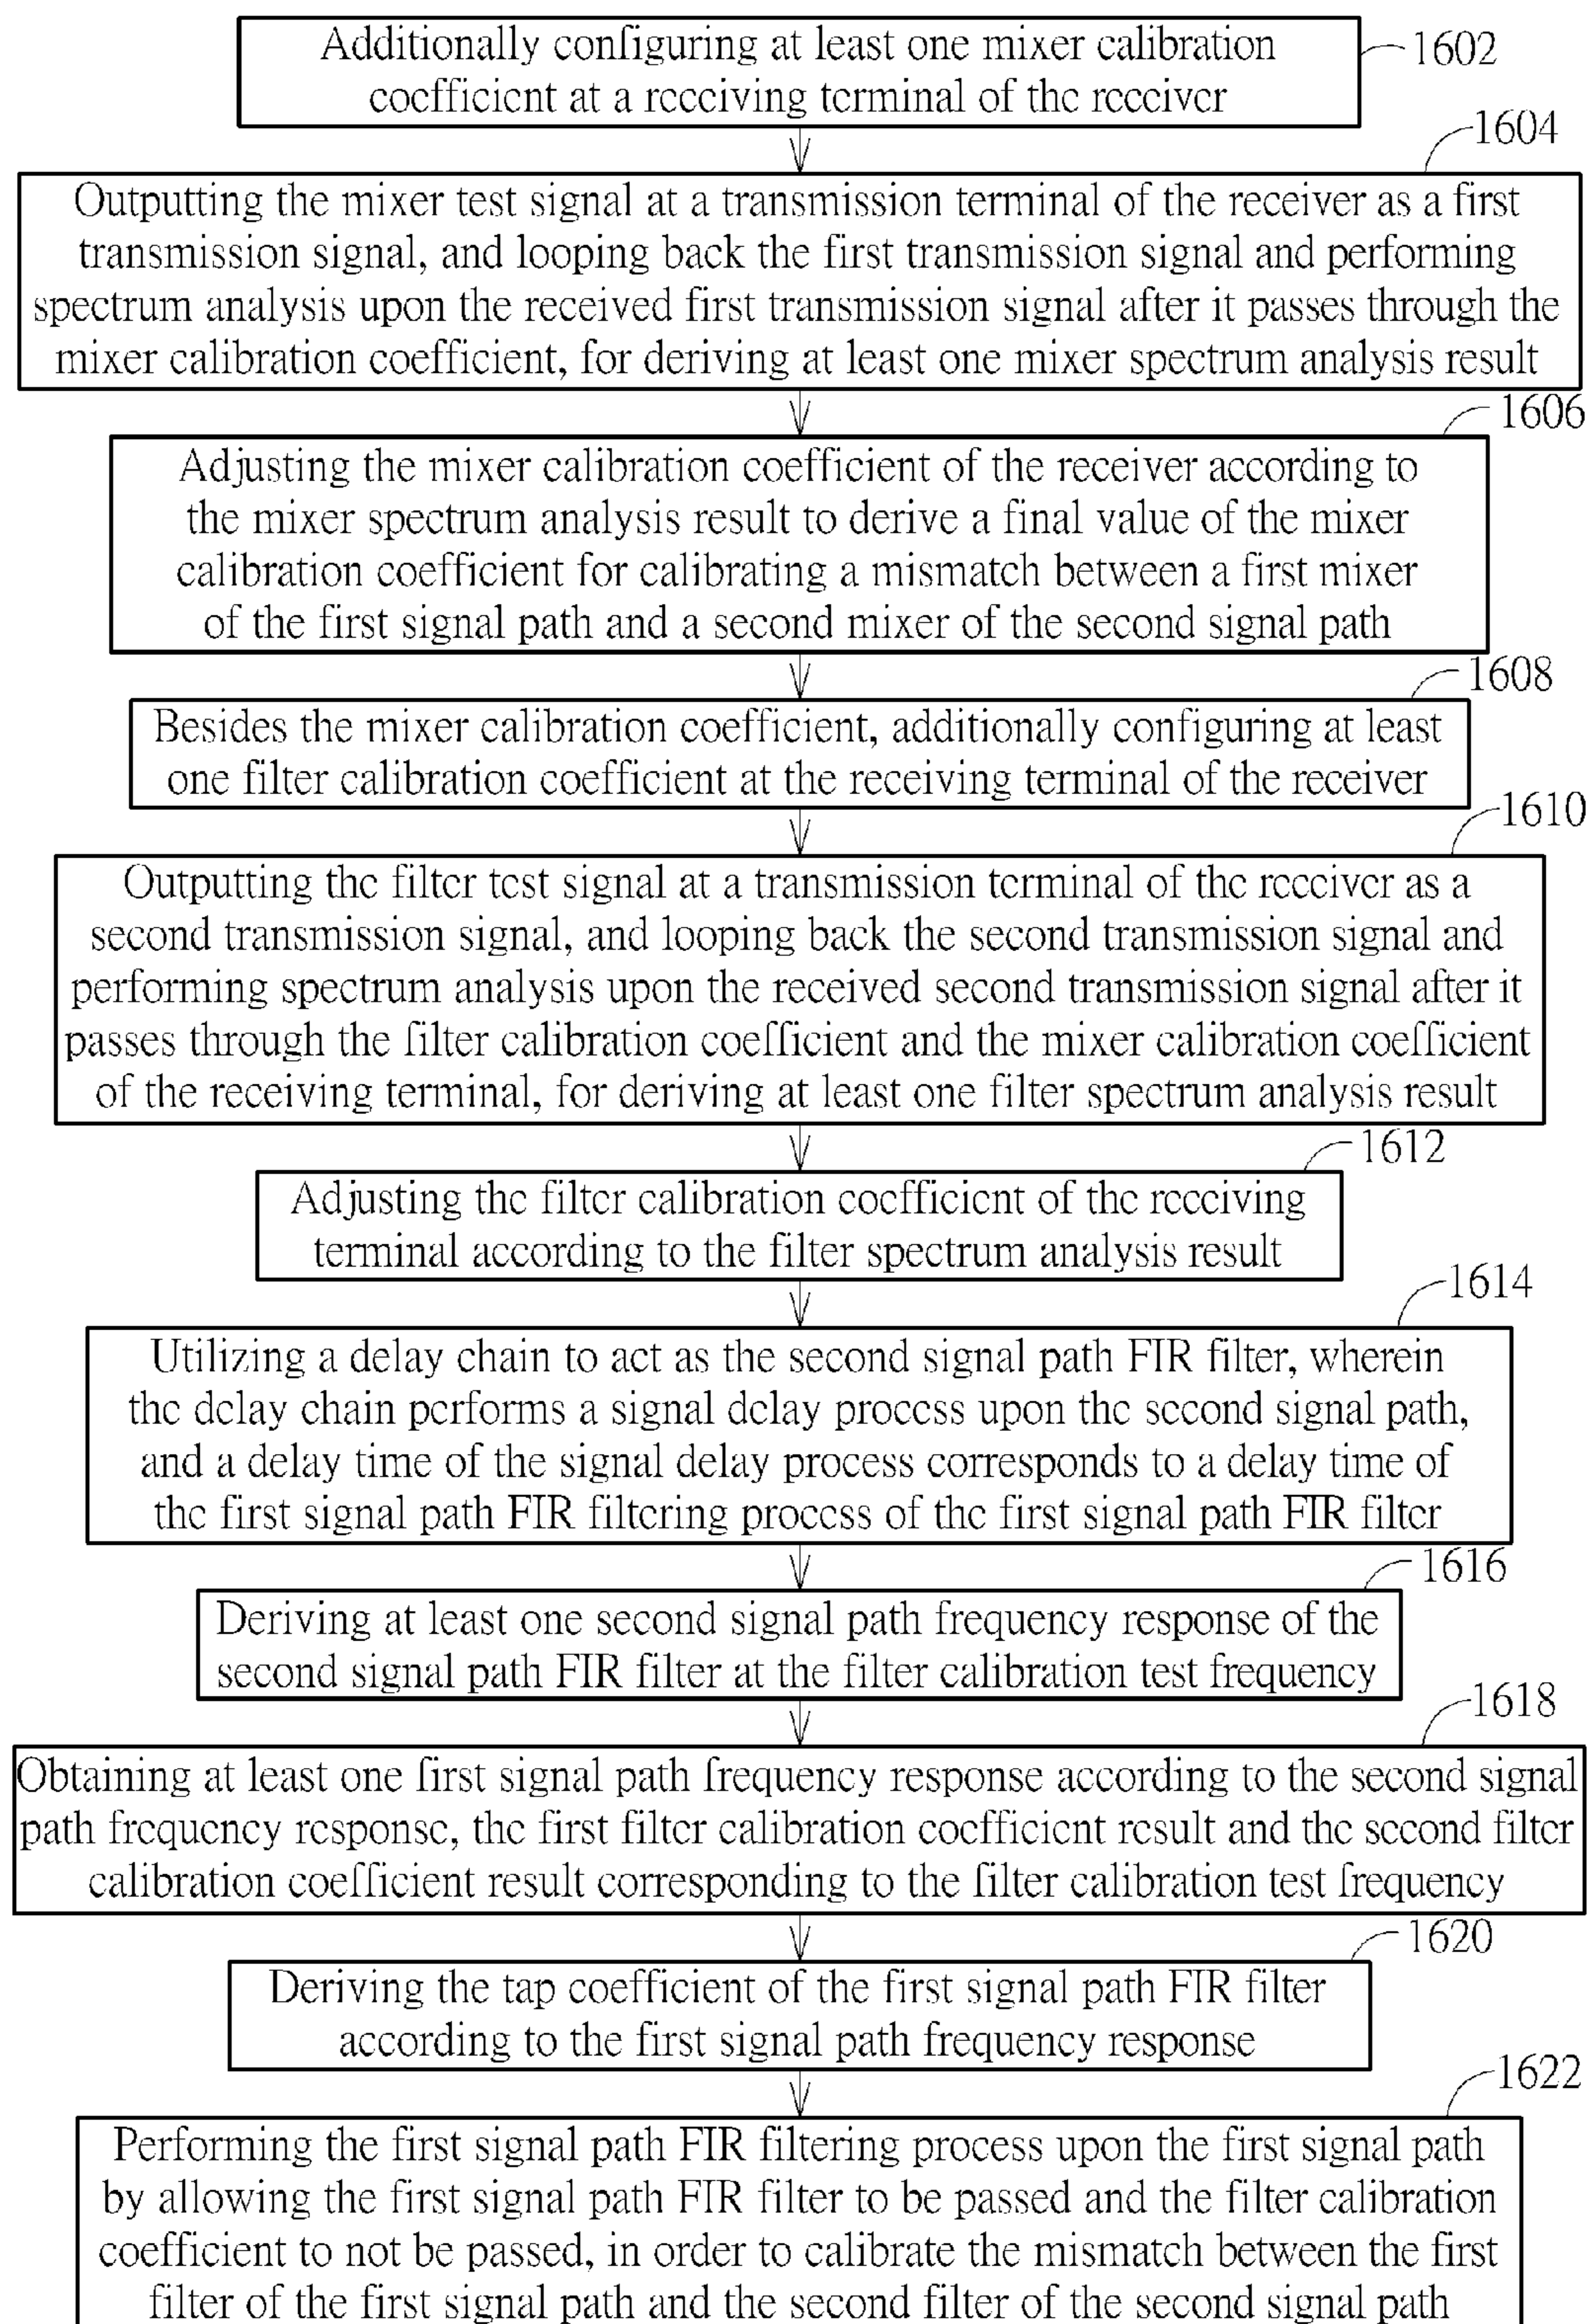 Additionally configuring at least one mixer calibration
coefficient at a receiving terminal of the receiver
1602
1604
Outputting the mixer test signal at a transmission terminal of the receiver as a first
transmission signal, and looping back the first transmission signal and performing
spectrum analysis upon the received first transmission signal after it passes through the
mixer calibration coefficient, for deriving at least one mixer spectrum analysis result
1606
Adjusting the mixer calibration coefficient of the receiver according to
the mixer spectrum analysis result to derive a final value of the mixer
calibration coefficient for calibrating a mismatch between a first mixer
of the first signal path and a second mixer of the second signal path
1608
Besides the mixer calibration coefficient, additionally configuring at least
one filter calibration coefficient at the receiving terminal of the receiver
1610
Outputting the filter test signal at a transmission terminal of the receiver as a
second transmission signal, and looping back the second transmission signal and
performing spectrum analysis upon the received second transmission signal after it
passes through the filter calibration coefficient and the mixer calibration coefficient
of the receiving terminal, for deriving at least one filter spectrum analysis result
1612
Adjusting the filter calibration coefficient of the receiving
terminal according to the filter spectrum analysis result
1614
Utilizing a delay chain to act as the second signal path FIR filter, wherein
the delay chain performs a signal delay process upon the second signal path,
and a delay time of the signal delay process corresponds to a delay time of
the first signal path FIR filtering process of the first signal path FIR filter
1616
Deriving at least one second signal path frequency response of the
second signal path FIR filter at the filter calibration test frequency
1618
Obtaining at least one first signal path frequency response according to the second signal
path frequency response, the first filter calibration coefficient result and the second filter
calibration coefficient result corresponding to the filter calibration test frequency
1620
Deriving the tap coefficient of the first signal path FIR filter
according to the first signal path frequency response
1622
Performing the first signal path FIR filtering process upon the first signal path
by allowing the first signal path FIR filter to be passed and the filter calibration
coefficient to not be passed, in order to calibrate the mismatch between the first
filter of the first signal path and the second filter of the second signal path